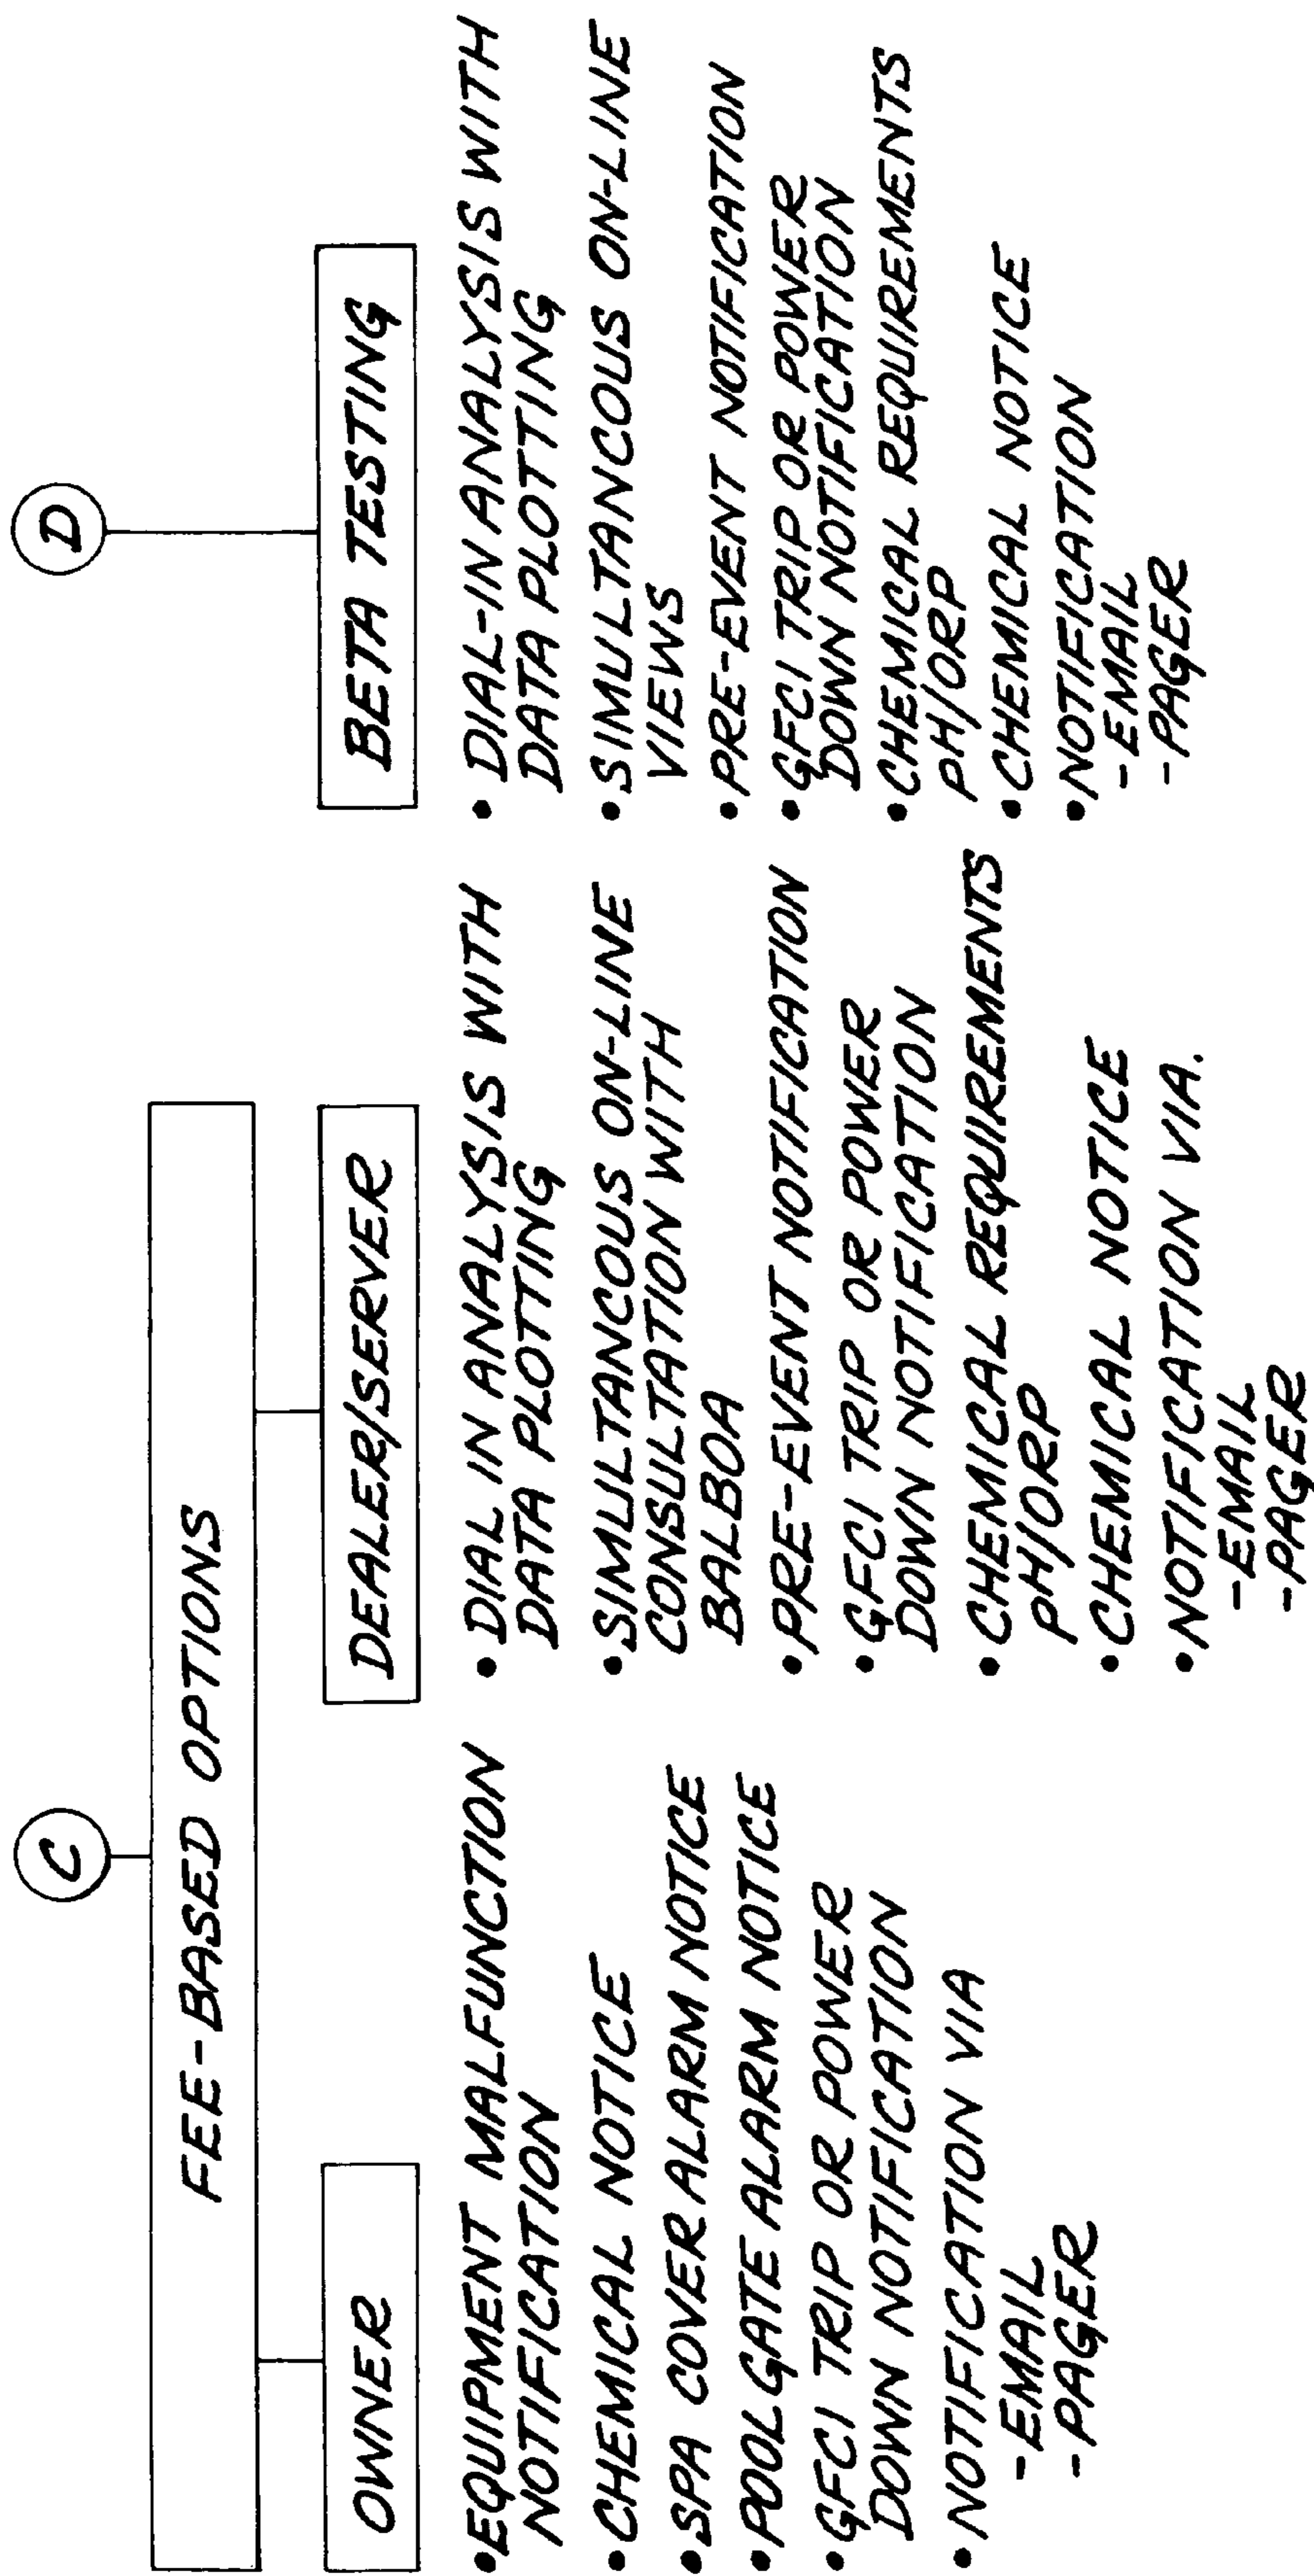 C
FEE-BASED OPTIONS
OWNER
•EQUIPMENT MALFUNCTION
NOTIFICATION
•CHEMICAL NOTICE
•SPA COVER ALARM NOTICE
•POOL GATE ALARM NOTICE
•GFCI TRIP OR POWER
DOWN NOTIFICATION
•NOTIFICATION VIA
-EMAIL
-PAGER
DEALER/SERVER
•DIAL IN ANALYSIS WITH
DATA PLOTTING
•SIMULTANCOUS ON-LINE
CONSULTATION WITH
BALBOA
•PRE-EVENT NOTIFICATION
•GFCI TRIP OR POWER
DOWN NOTIFICATION
•CHEMICAL REQUIREMENTS
PH/ORP
•CHEMICAL NOTICE
•NOTIFICATION VIA.
-EMAIL
-PAGER
D
BETA TESTING
•DIAL-IN ANALYSIS WITH
DATA PLOTTING
•SIMULTANCOUS ON-LINE
VIEWS
•PRE-EVENT NOTIFICATION
•GFCI TRIP OR POWER
DOWN NOTIFICATION
•CHEMICAL REQUIREMENTS
PH/ORP
•CHEMICAL NOTICE
•NOTIFICATION
-EMAIL
-PAGER